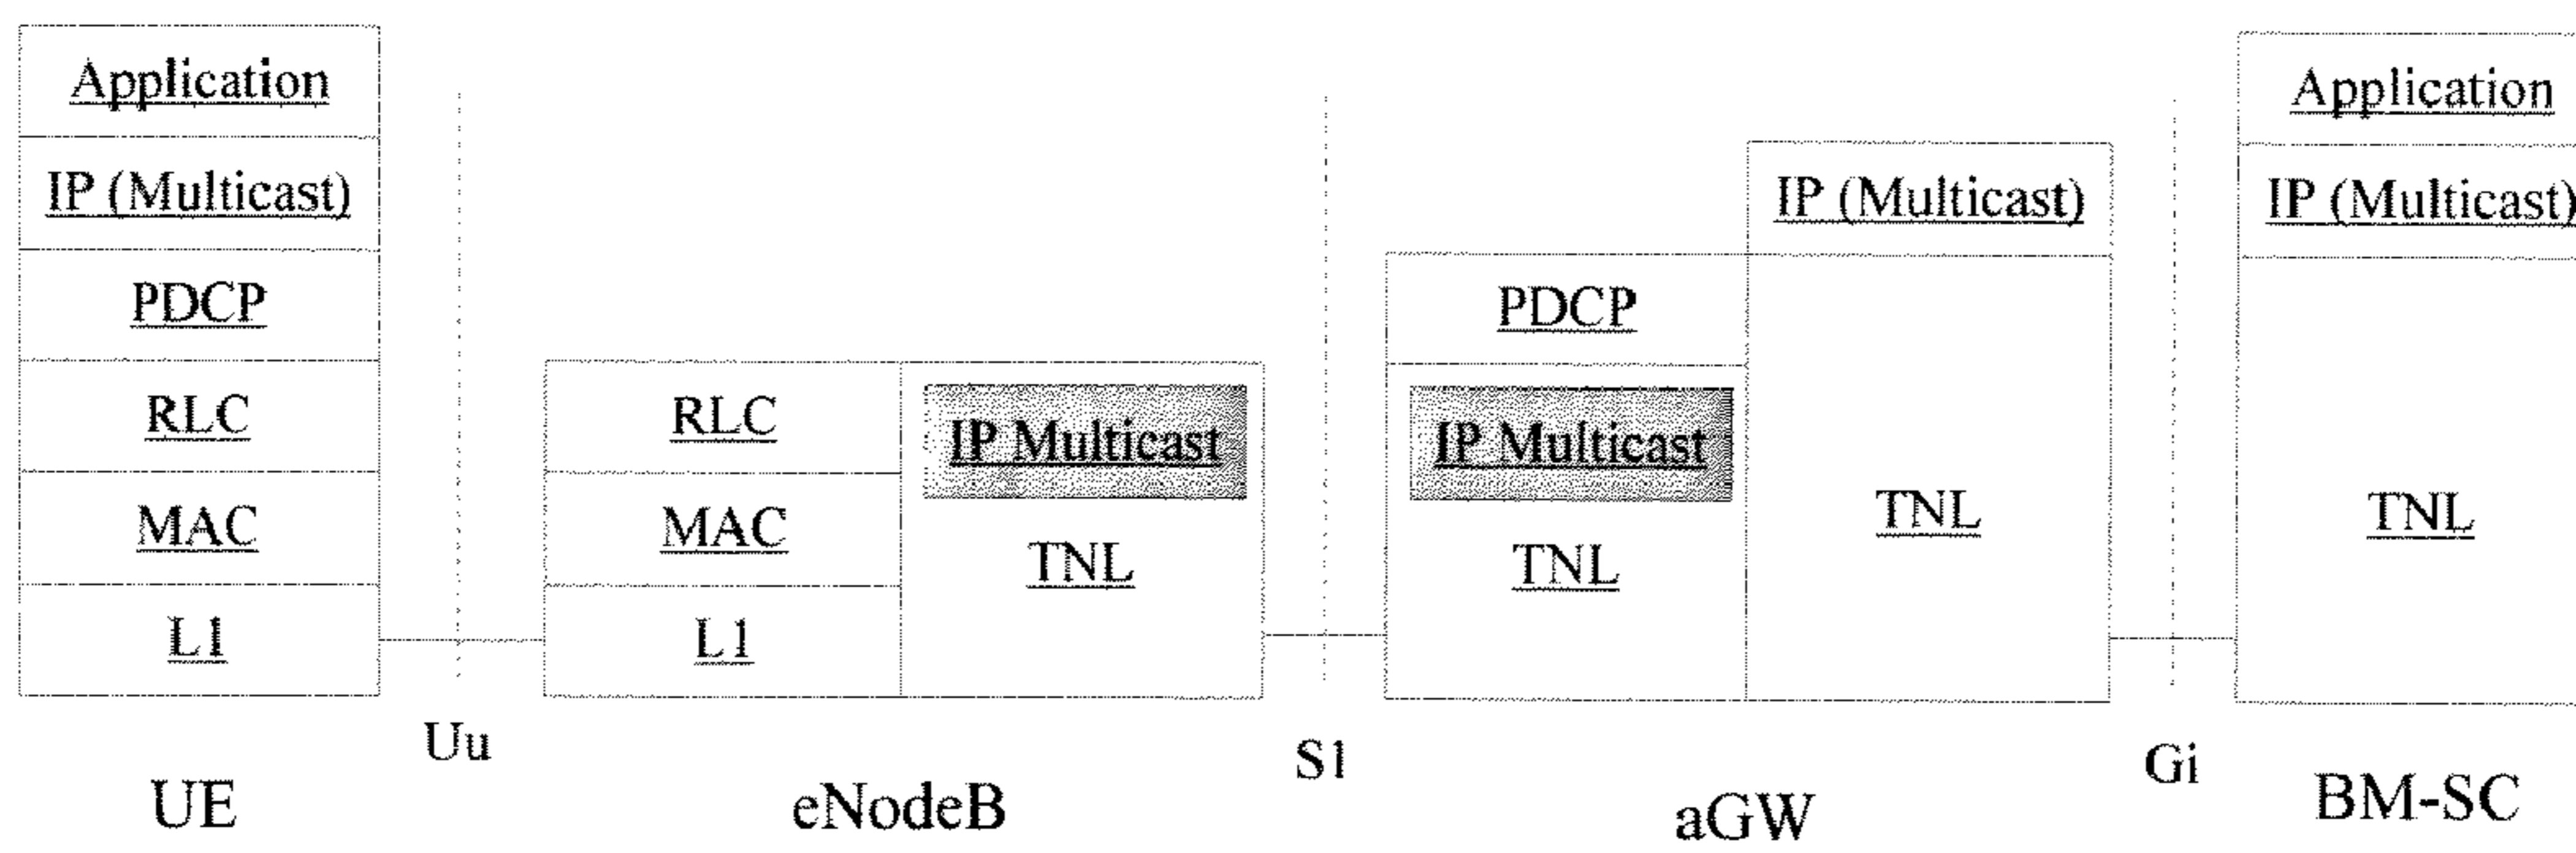 Application
IP (Multicast)
PDCP
RLC
MAC
L1
UE
Uu
RLC
MAC
L1
IP Multicast
TNL
eNodeB
S1
PDCP
IP Multicast
TNL
IP (Multicast)
TNL
aGW
Gi
Application
IP (Multicast)
TNL
BM-SC